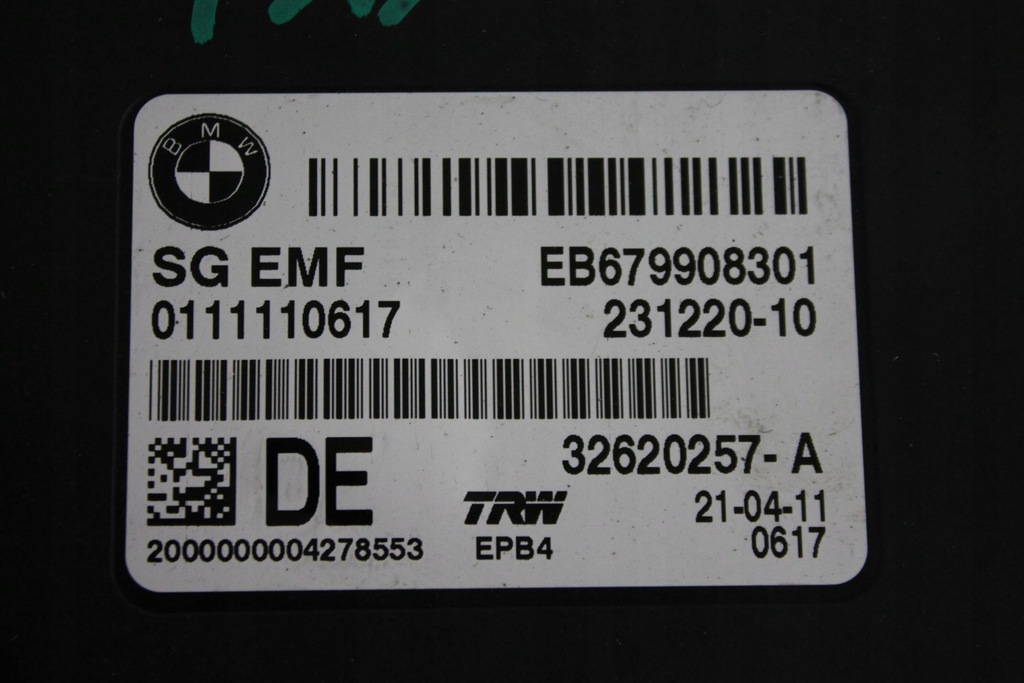 BMW
SG EMF EB679908301
0111110617 231220-10
DE 32620257-A
TRW 21-04-11
2000000004278553 EPB4 0617